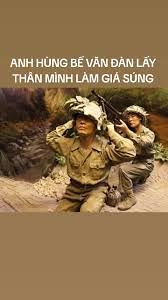 ANH HÙNG BẾ VĂN ĐÀN LẤY
THÂN MÌNH LÀM GIÁ SÚNG